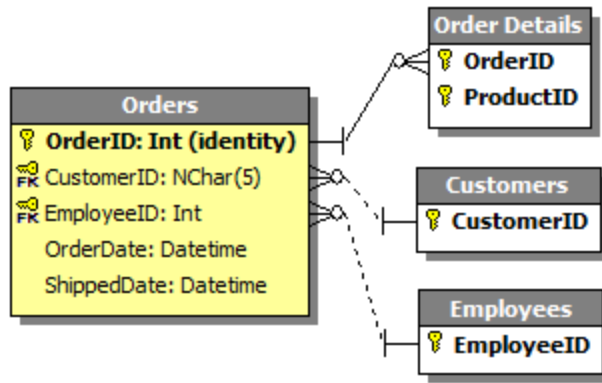 Orders
OrderID: Int (identity)
FK CustomerID: NChar(5)
FK EmployeeID: Int
OrderDate: Datetime
ShippedDate: Datetime
Order Details
OrderID
ProductID
Customers
CustomerID
Employees
EmployeeID